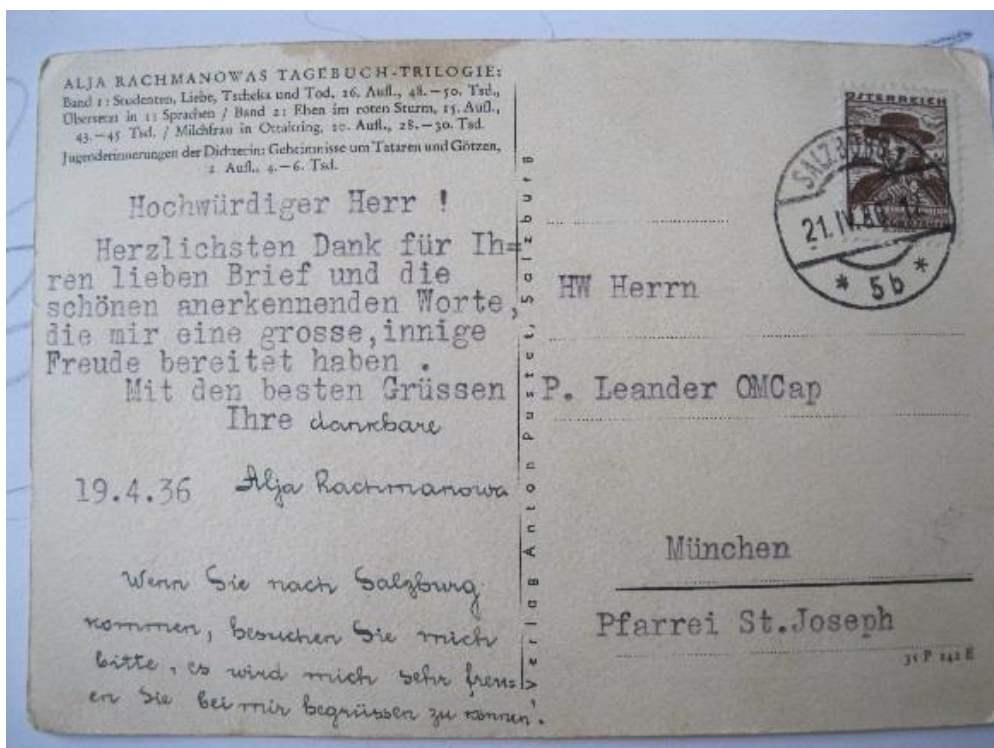 ALJA RACHMANOWAS TAGEBUCH-TRILOGIE:
Band 1: Studenten, Liebe, Tscheka und Tod, 26. Aufl., 48.—50. Tsd.,
Übersetzt in 11 Sprachen / Band 2: Ehen im roten Sturm, 15. Aufl.,
43.—45 Tsd. / Milchfrau in Ottakring, 10. Aufl., 28.—30. Tsd.
Jugenderinnerungen der Dichterin: Geheimnisse um Tataren und Götzen,
2 Aufl., 4.—6. Tsd.
Hochwürdiger Herr !
Herzlichsten Dank für Ih=
ren lieben Brief und die
schönen anerkennenden Worte,
die mir eine grosse,innige
Freude bereitet haben .
Mit den besten Grüssen
Ihre dankbare
19.4.36 Alja Rachmanowa
Wenn Sie nach Salzburg
kommen, besuchen Sie mich
bitte, es wird mich sehr freu=
en Sie bei mir begrüssen zu können!
Verlag Anton Pustet, Salzburg
ÖSTERREICH
SALZBURG
21.IV.
* 5b *
HW Herrn
P. Leander OMCap
München
Pfarrei St.Joseph
31 P 242 E